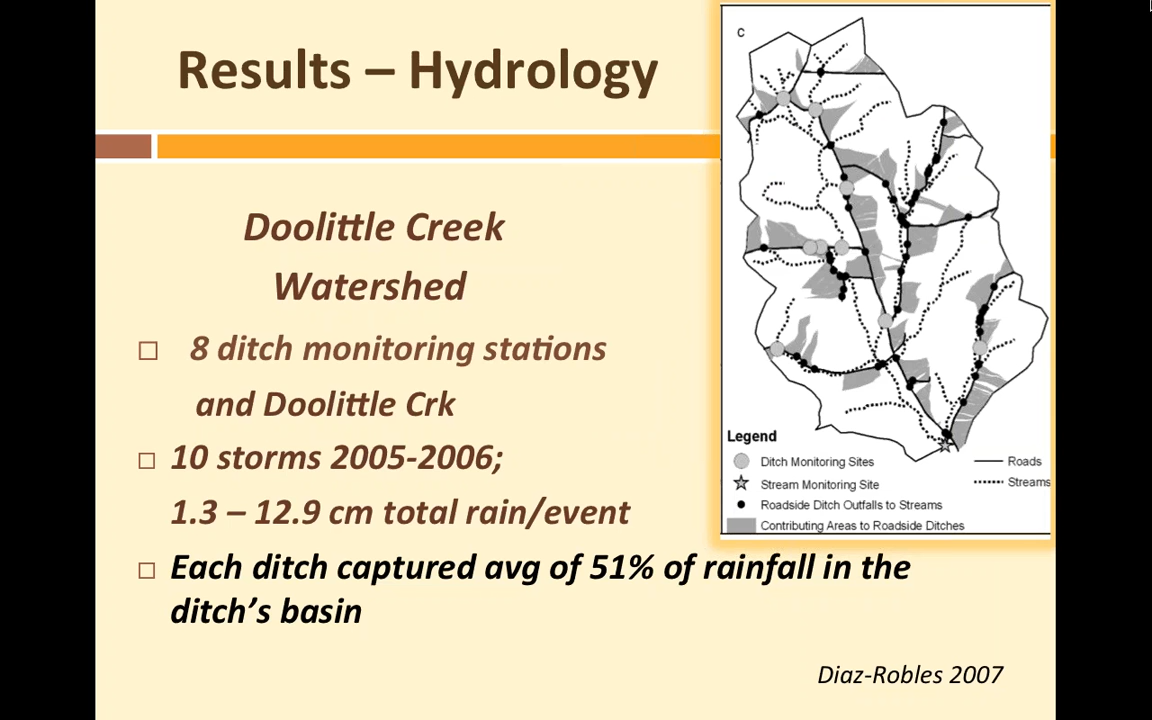 Results – Hydrology
Doolittle Creek
Watershed
8 ditch monitoring stations
and Doolittle Crk
10 storms 2005-2006;
1.3 – 12.9 cm total rain/event
Each ditch captured avg of 51% of rainfall in the
ditch's basin
Diaz-Robles 2007
C
Legend
Ditch Monitoring Sites
Stream Monitoring Site
Roadside Ditch Outfalls to Streams
Contributing Areas to Roadside Ditches
Roads
Streams